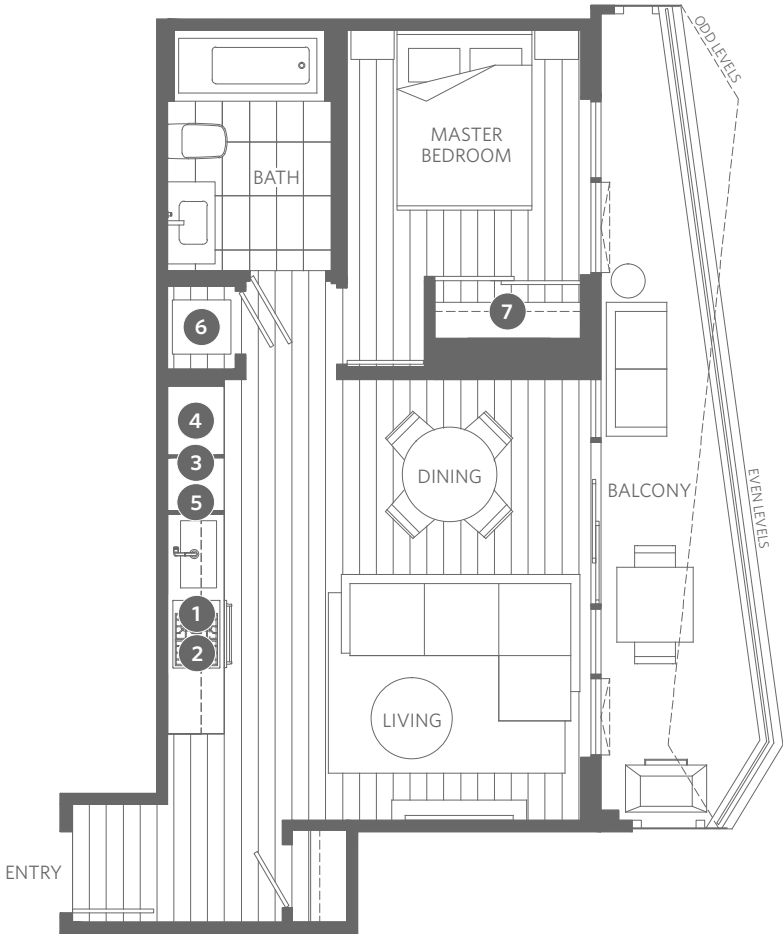 ODD LEVELS
MASTER
BEDROOM
BATH
6
7
4
3
5
DINING
BALCONY
EVEN LEVELS
1
2
LIVING
ENTRY